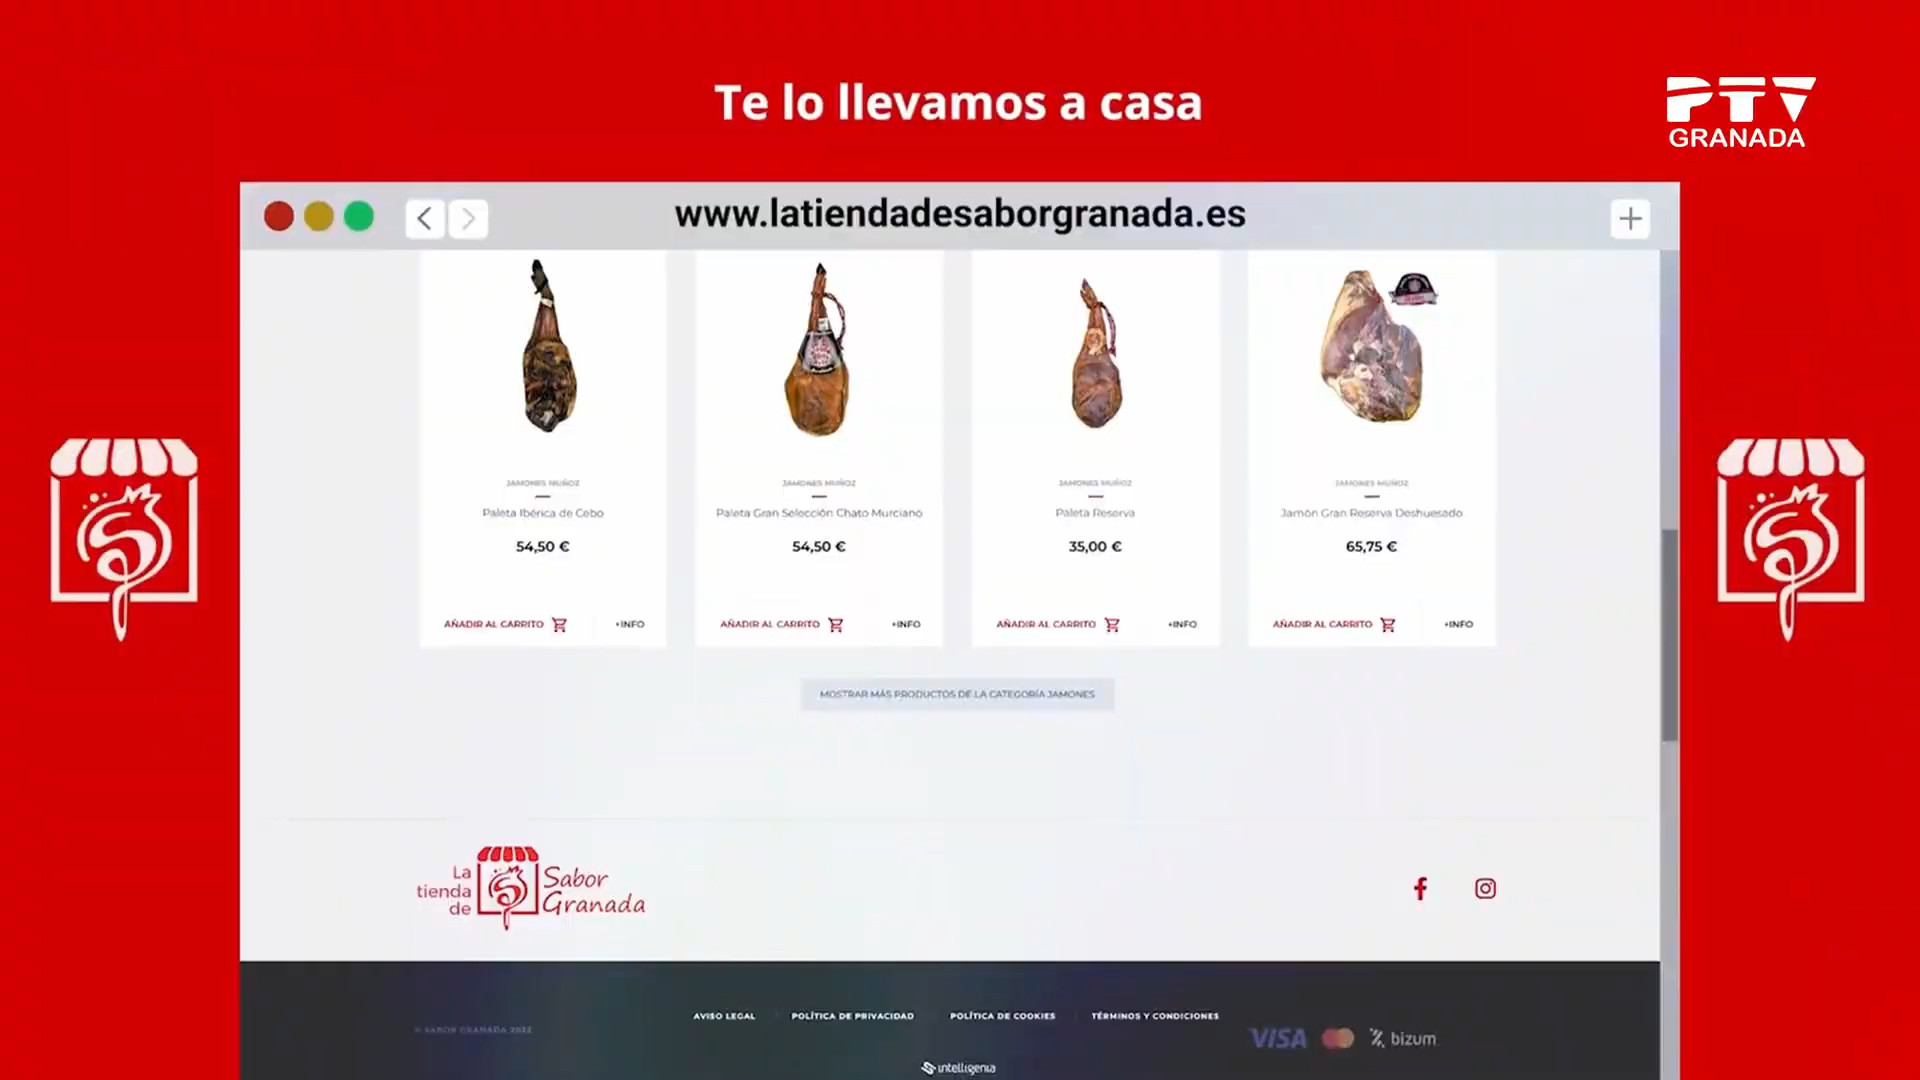 Te lo llevamos a casa
PTV
GRANADA
www.latiendadesaborgranada.es
JAMONES MUÑOZ
Paleta Ibérica de Cebo
54,50 €
AÑADIR AL CARRITO
+INFO
JAMONES MUÑOZ
Paleta Gran Selección Chato Murciano
54,50 €
AÑADIR AL CARRITO
+INFO
JAMONES MUÑOZ
Paleta Reserva
35,00 €
AÑADIR AL CARRITO
+INFO
JAMONES MUÑOZ
Jamón Gran Reserva Deshuesado
65,75 €
AÑADIR AL CARRITO
+INFO
MOSTRAR MÁS PRODUCTOS DE LA CATEGORÍA JAMONES
La
tienda
de
Sabor
Granada
© SABOR GRANADA 2022
AVISO LEGAL
POLÍTICA DE PRIVACIDAD
POLÍTICA DE COOKIES
TÉRMINOS Y CONDICIONES
VISA
bizum
intelligenia